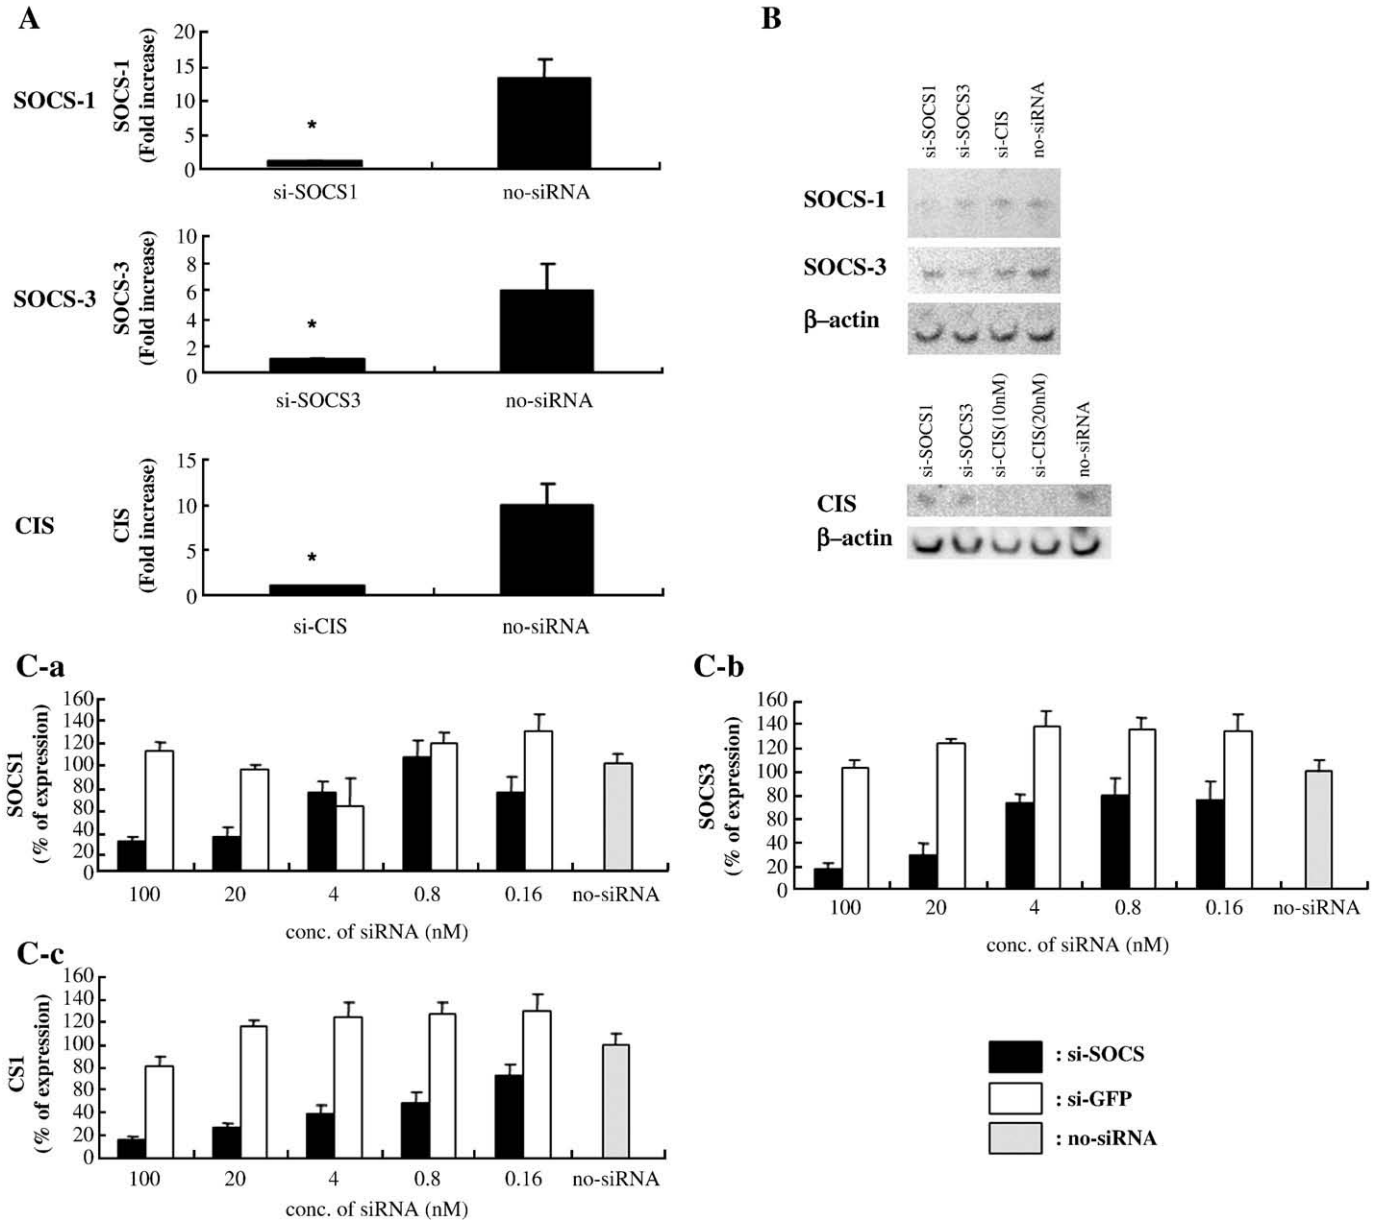 A
SOCS-1
SOCS-1
(Fold increase)
20
15
10
5
0
*
si-SOCS1
no-siRNA
SOCS-3
SOCS-3
(Fold increase)
10
8
6
4
2
0
*
si-SOCS3
no-siRNA
CIS
CIS
(Fold increase)
15
10
5
0
*
si-CIS
no-siRNA
B
si-SOCS1
si-SOCS3
si-CIS
no-siRNA
SOCS-1
SOCS-3
β–actin
si-SOCS1
si-SOCS3
si-CIS(10nM)
si-CIS(20nM)
no-siRNA
CIS
β–actin
C-a
SOCS1
(% of expression)
160
140
120
100
80
80
40
20
0
100 20 4 0.8 0.16 no-siRNA
conc. of siRNA (nM)
C-b
SOCS3
(% of expression)
160
140
120
100
80
80
40
20
0
100 20 4 0.8 0.16 no-siRNA
conc. of siRNA (nM)
C-c
CS1
(% of expression)
160
140
120
100
80
60
40
20
0
100 20 4 0.8 0.16 no-siRNA
conc. of siRNA (nM)
: si-SOCS
: si-GFP
: no-siRNA